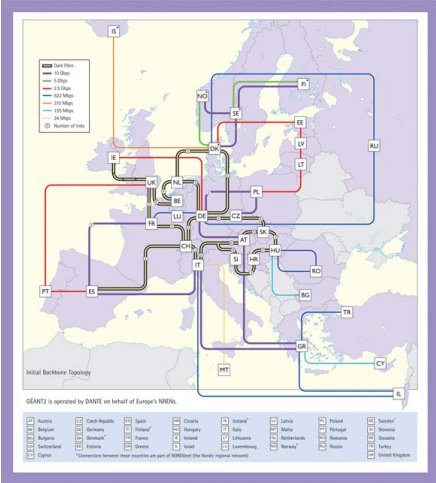 IS*
Dark Fibre
10 Gbps
5 Gbps
2.5 Gbps
622 Mbps
310 Mbps
155 Mbps
34 Mbps
Number of links
NO*
FI*
SE*
EE
DK*
RU
LV
IE
LT
UK
NL
PL
BE
LU
DE
CZ
FR
SK
AT
HU
CH
IT
SI
HR
RO
PT
ES
BG
TR
GR
MT
CY
IL
Initial Backbone Topology
GÉANT2 is operated by DANTE on behalf of Europe's NRENs.
AT Austria
BE Belgium
BG Bulgaria
CH Switzerland
CY Cyprus
CZ Czech Republic
DE Germany
DK Denmark*
EE Estonia
ES Spain
FI Finland*
FR France
GR Greece
HR Croatia
HU Hungary
IE Ireland
IL Israel
IS Iceland*
IT Italy
LT Lithuania
LU Luxembourg
LV Latvia
MT Malta
NL Netherlands
NO Norway*
PL Poland
PT Portugal
RO Romania
RU Russia
SE Sweden*
SI Slovenia
SK Slovakia
TR Turkey
UK United Kingdom
*Connections between these countries are part of NORDUnet (the Nordic regional network)